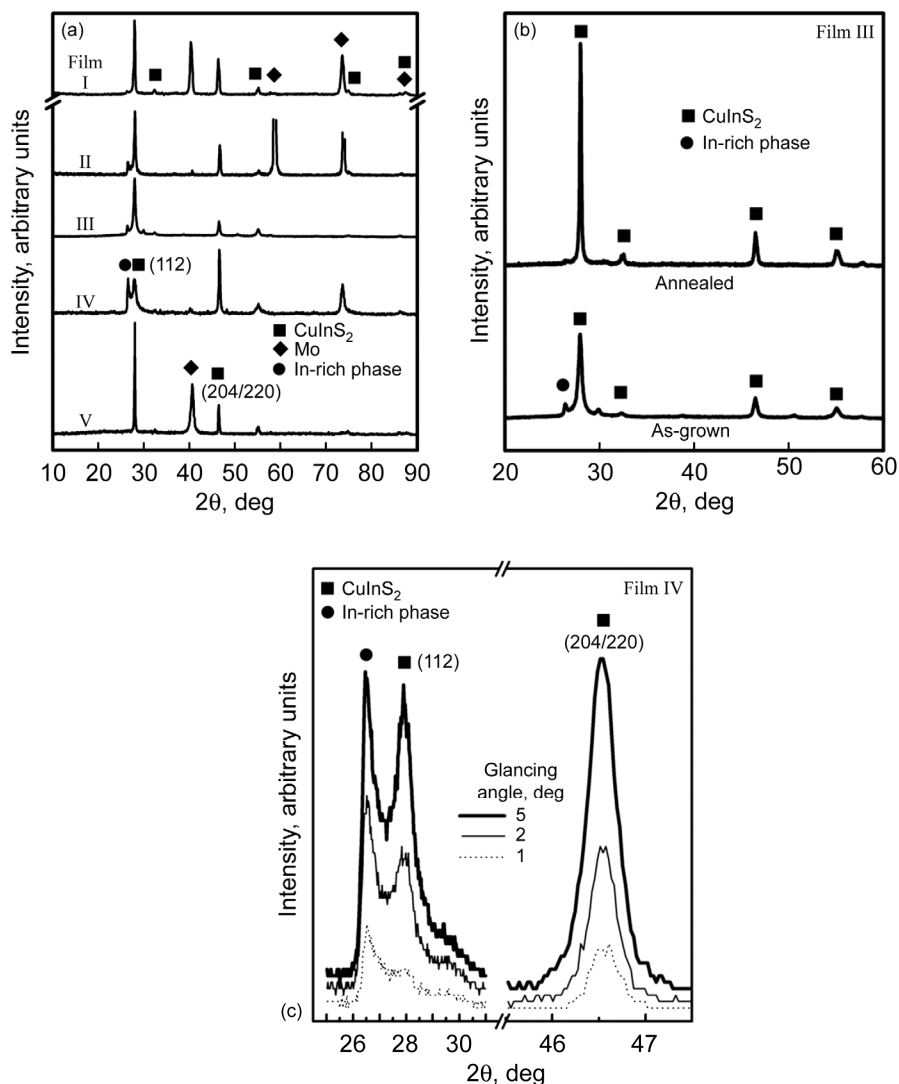 (a)
Film
I
II
III
IV
V
(112)
■ CuInS₂
◆ Mo
● In-rich phase
(204/220)
Intensity, arbitrary units
10 20 30 40 50 60 70 80 90
2θ, deg
(b)
Film III
■ CuInS₂
● In-rich phase
Annealed
As-grown
Intensity, arbitrary units
20 30 40 50 60
2θ, deg
■ CuInS₂
● In-rich phase
Film IV
(112)
(204/220)
Glancing
angle, deg
5
2
1
Intensity, arbitrary units
(c)
26 28 30 46 47
2θ, deg